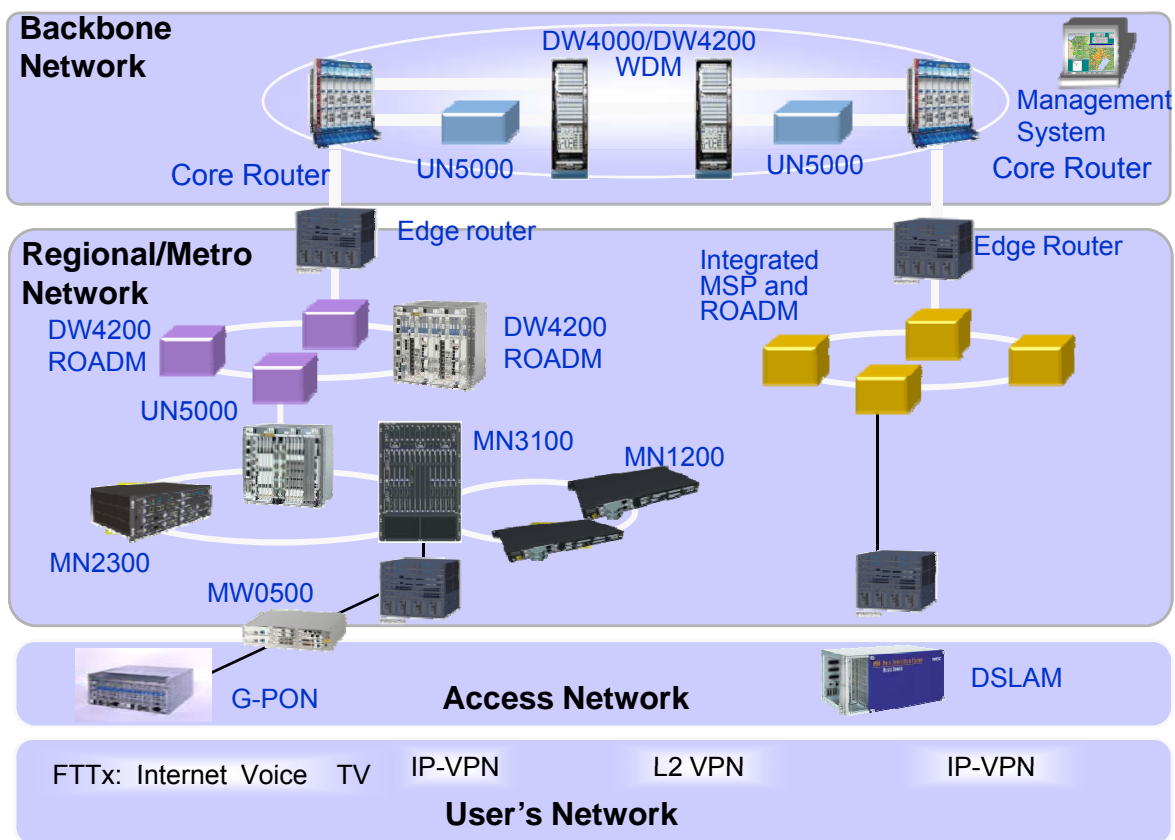 Backbone
Network
DW4000/DW4200
WDM
Management
System
UN5000
UN5000
Core Router
Core Router
Edge router
Edge Router
Regional/Metro
Network
Integrated
MSP and
ROADM
DW4200
ROADM
DW4200
ROADM
UN5000
MN3100
MN1200
MN2300
MW0500
G-PON
Access Network
DSLAM
FTTx: Internet Voice TV
IP-VPN
L2 VPN
IP-VPN
User’s Network